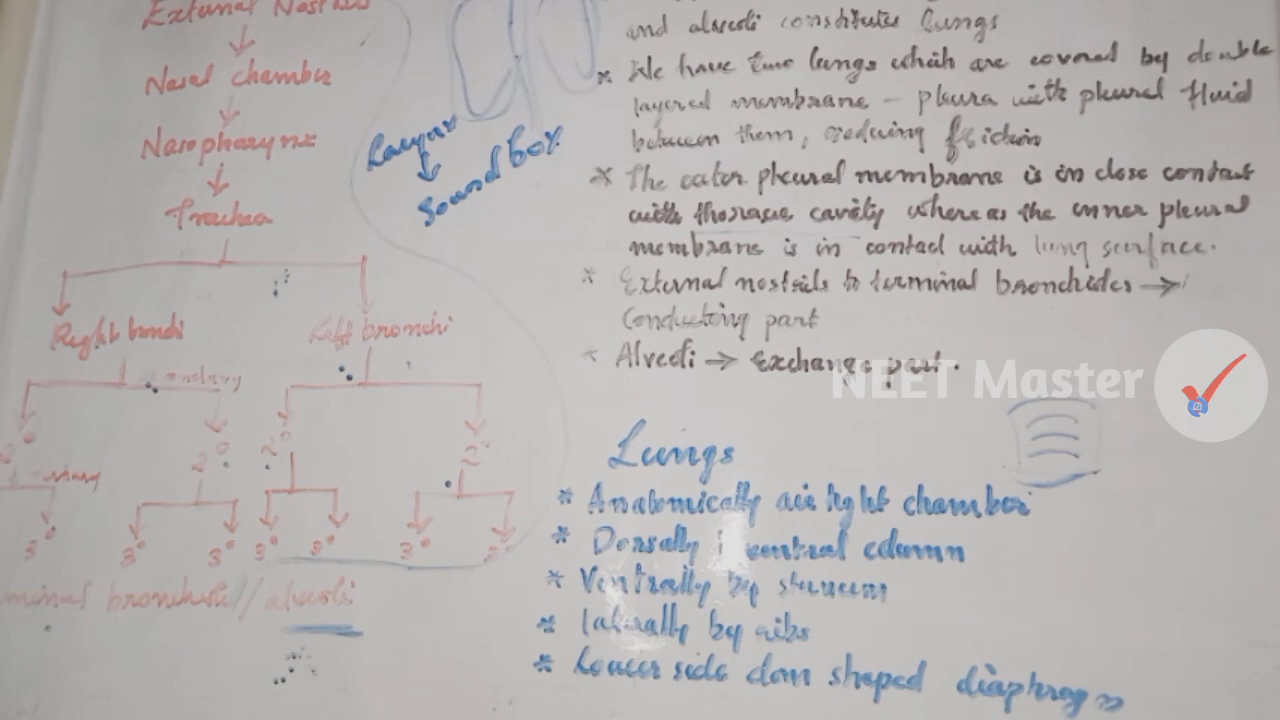 External Nostrils
Nasal chamber
Nasopharynx
Trachea
Right bronchi
Left bronchi
2°
2°
2°
2°
3°
3°
3°
3°
3°
3°
bronchiole // alveoli
Larynx
Sound box
and alveoli constitutes lungs
* We have two lungs which are covered by double
layered membrane - pleura with pleural fluid
between them, reducing friction
* The outer pleural membrane is in close contact
with thorasic cavity where as the inner pleural
membrane is in contact with lung surface.
* External nostrils to terminal bronchioles →
Conducting part
* Alveoli → Exchange part.
NEET Master
Lungs
* Anatomically air tight chamber
* Dorsally column
* Ventrally by sternum
* laterally by ribs
* Lower side dom shaped diaphragm